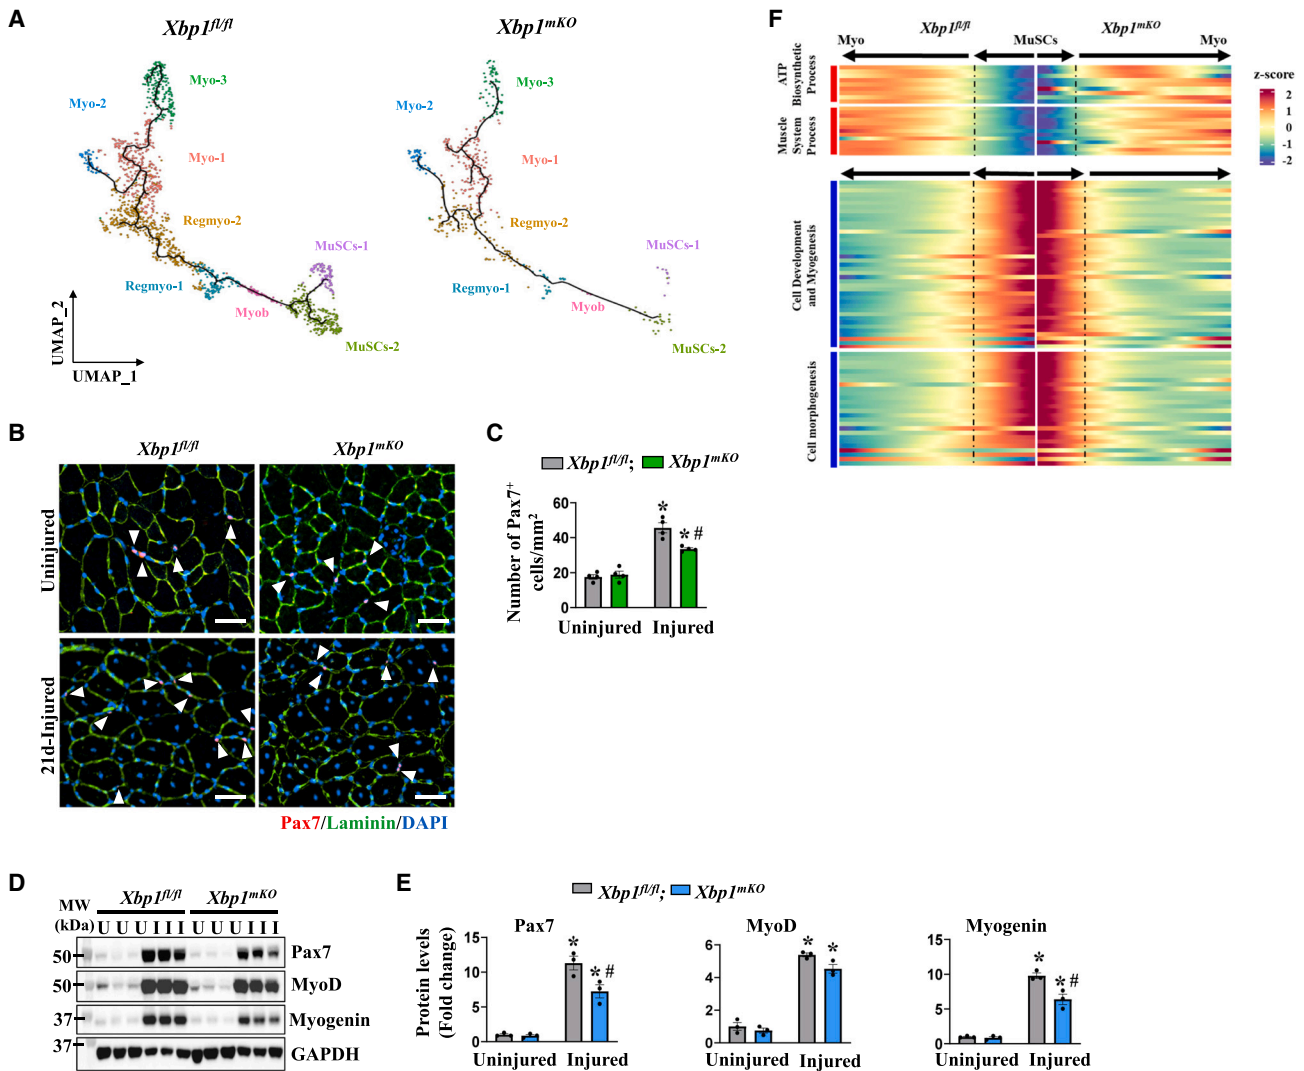 A
Xbp1fl/fl
Xbp1mKO
Myo-3
Myo-2
Myo-1
Regmyo-2
MuSCs-1
Regmyo-1
Myob
MuSCs-2
UMAP_2
UMAP_1
Myo-3
Myo-2
Myo-1
Regmyo-2
MuSCs-1
Regmyo-1
Myob
MuSCs-2
B
Xbp1fl/fl
Xbp1mKO
Uninjured
21d-Injured
Pax7/Laminin/DAPI
C
Xbp1fl/fl; Xbp1mKO
Number of Pax7+
cells/mm2
60
40
20
0
*
* #
Uninjured Injured
D
MW
(kDa)
Xbp1fl/fl
Xbp1mKO
U U U I I I U U U I I I
50 Pax7
50 MyoD
37 Myogenin
37 GAPDH
E
Xbp1fl/fl; Xbp1mKO
Protein levels
(Fold change)
Pax7
15
10
5
0
*
* #
Uninjured Injured
MyoD
6
4
2
0
* *
Uninjured Injured
Myogenin
15
10
5
0
*
* #
Uninjured Injured
F
Xbp1fl/fl
Xbp1mKO
Myo MuSCs Myo
ATP
Biosynthetic
Process
Muscle
System
Process
Cell Development
and Myogenesis
Cell morphogenesis
z-score
2
1
0
-1
-2